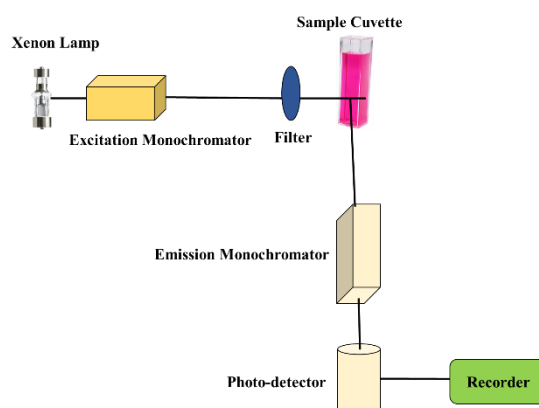 Sample Cuvette
Xenon Lamp
Excitation Monochromator
Filter
Emission Monochromator
Photo-detector
Recorder